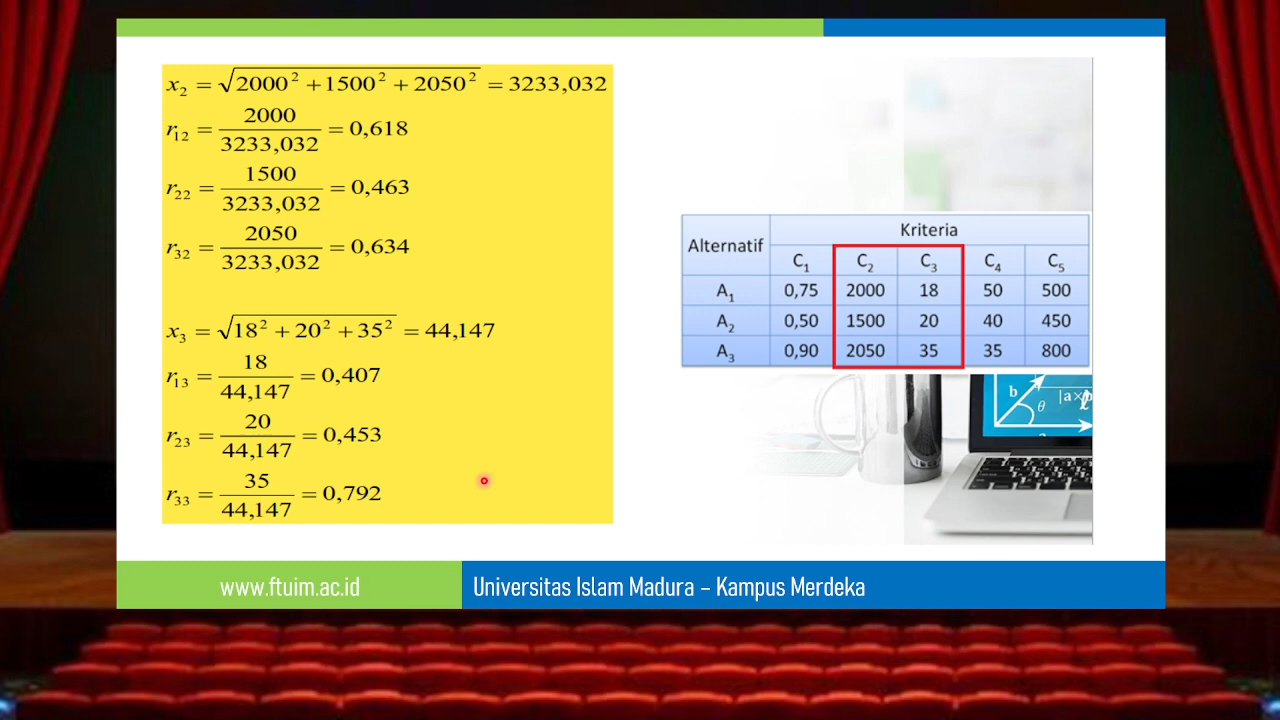 x₂ = √(2000² + 1500² + 2050²) = 3233,032
r₁₂ = 2000 / 3233,032 = 0,618
r₂₂ = 1500 / 3233,032 = 0,463
r₃₂ = 2050 / 3233,032 = 0,634
x₃ = √(18² + 20² + 35²) = 44,147
r₁₃ = 18 / 44,147 = 0,407
r₂₃ = 20 / 44,147 = 0,453
r₃₃ = 35 / 44,147 = 0,792
Alternatif Kriteria
C₁ C₂ C₃ C₄ C₅
A₁ 0,75 2000 18 50 500
A₂ 0,50 1500 20 40 450
A₃ 0,90 2050 35 35 800
b θ |a×
www.ftuim.ac.id
Universitas Islam Madura – Kampus Merdeka